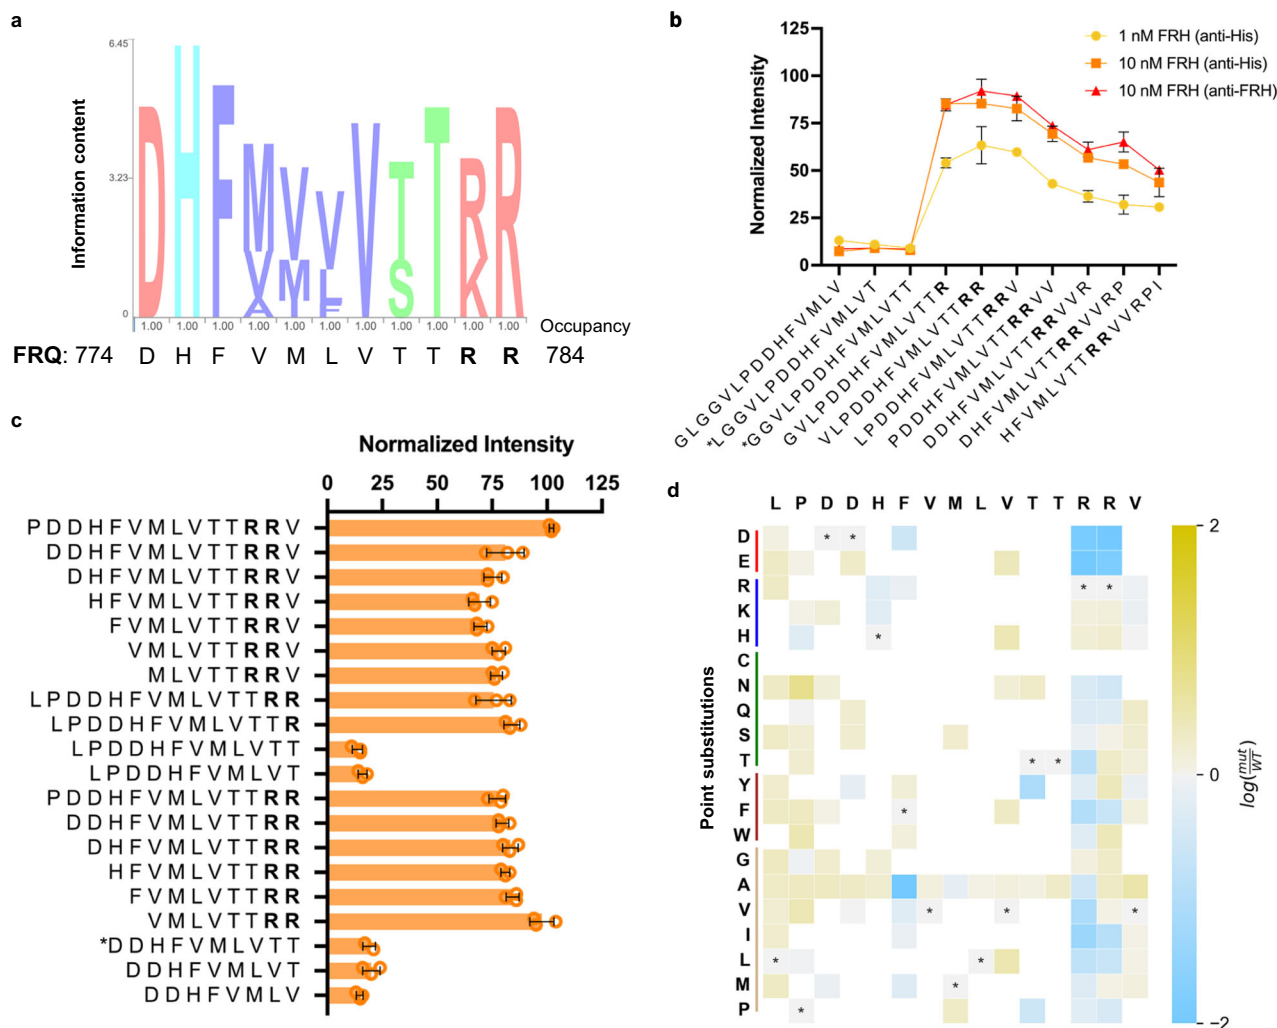 a
6.45
3.23
0
Information content
D H F M V V V T T R R
V M L S K
A F
1.00 1.00 1.00 1.00 1.00 1.00 1.00 1.00 1.00 1.00 1.00
Occupancy
FRQ: 774 D H F V M L V T T R R 784
b
Normalized Intensity
125
100
75
50
25
0
1 nM FRH (anti-His)
10 nM FRH (anti-His)
10 nM FRH (anti-FRH)
GLGGVLPDDHFVMLV
*LGGVLPDDHFVMLVT
*GGVLPDDHFVMLVTT
GVLPDDHFVMLVTTR
VLPDDHFVMLVTTRR
LPDDHFVMLVTTRRV
PDDHFVMLVTTRRVV
DDHFVMLVTTRRVVR
DHFVMLVTTRRVVRP
HFVMLVTTRRVVRPI
c
Normalized Intensity
0 25 50 75 100 125
PDDHFVMLVTTRRV
DDHFVMLVTTRRV
DHFVMLVTTRRV
HFVMLVTTRRV
FVMLVTTRRV
VMLVTTRRV
MLVTTRRV
LPDDHFVMLVTTRR
LPDDHFVMLVTTR
LPDDHFVMLVTT
LPDDHFVMLVT
PDDHFVMLVTTRR
DDHFVMLVTTRR
DHFVMLVTTRR
HFVMLVTTRR
FVMLVTTRR
VMLVTTRR
*DDHFVMLVTT
DDHFVMLVT
DDHFVMLV
d
L P D D H F V M L V T T R R V
Point substitutions
D * *
E
R * *
K
H *
C
N
Q
S
T * *
Y
F *
W
G
A
V * * *
I
L * *
M *
P *
2
0
−2
log(mut/WT)